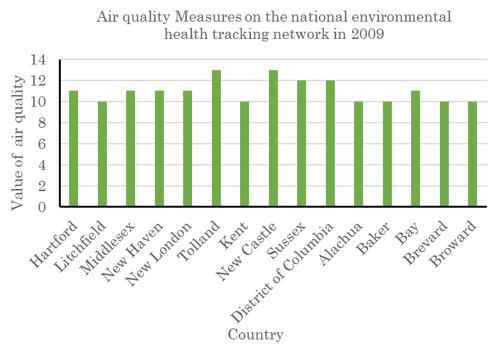 Air quality Measures on the national environmental
health tracking network in 2009
Value of air quality
14
12
10
8
6
4
2
0
Hartford
Litchfield
Middlesex
New Haven
New London
Tolland
Kent
New Castle
Sussex
District of Columbia
Alachua
Baker
Bay
Brevard
Broward
Country